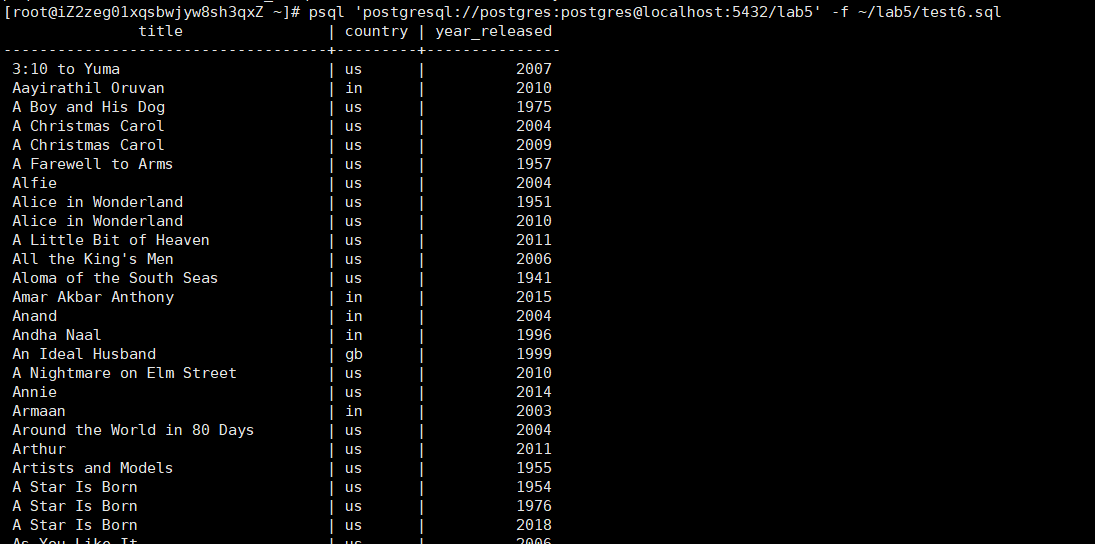 [root@iZ2zeg01xqsbwjyw8sh3qxZ ~]# psql 'postgresql://postgres:postgres@localhost:5432/lab5' -f ~/lab5/test6.sql
title | country | year_released
-----------------------------------+---------+---------------
3:10 to Yuma | us | 2007
Aayirathil Oruvan | in | 2010
A Boy and His Dog | us | 1975
A Christmas Carol | us | 2004
A Christmas Carol | us | 2009
A Farewell to Arms | us | 1957
Alfie | us | 2004
Alice in Wonderland | us | 1951
Alice in Wonderland | us | 2010
A Little Bit of Heaven | us | 2011
All the King's Men | us | 2006
Aloma of the South Seas | us | 1941
Amar Akbar Anthony | in | 2015
Anand | in | 2004
Andha Naal | in | 1996
An Ideal Husband | gb | 1999
A Nightmare on Elm Street | us | 2010
Annie | us | 2014
Armaan | in | 2003
Around the World in 80 Days | us | 2004
Arthur | us | 2011
Artists and Models | us | 1955
A Star Is Born | us | 1954
A Star Is Born | us | 1976
A Star Is Born | us | 2018
As You Like It | us | 2006